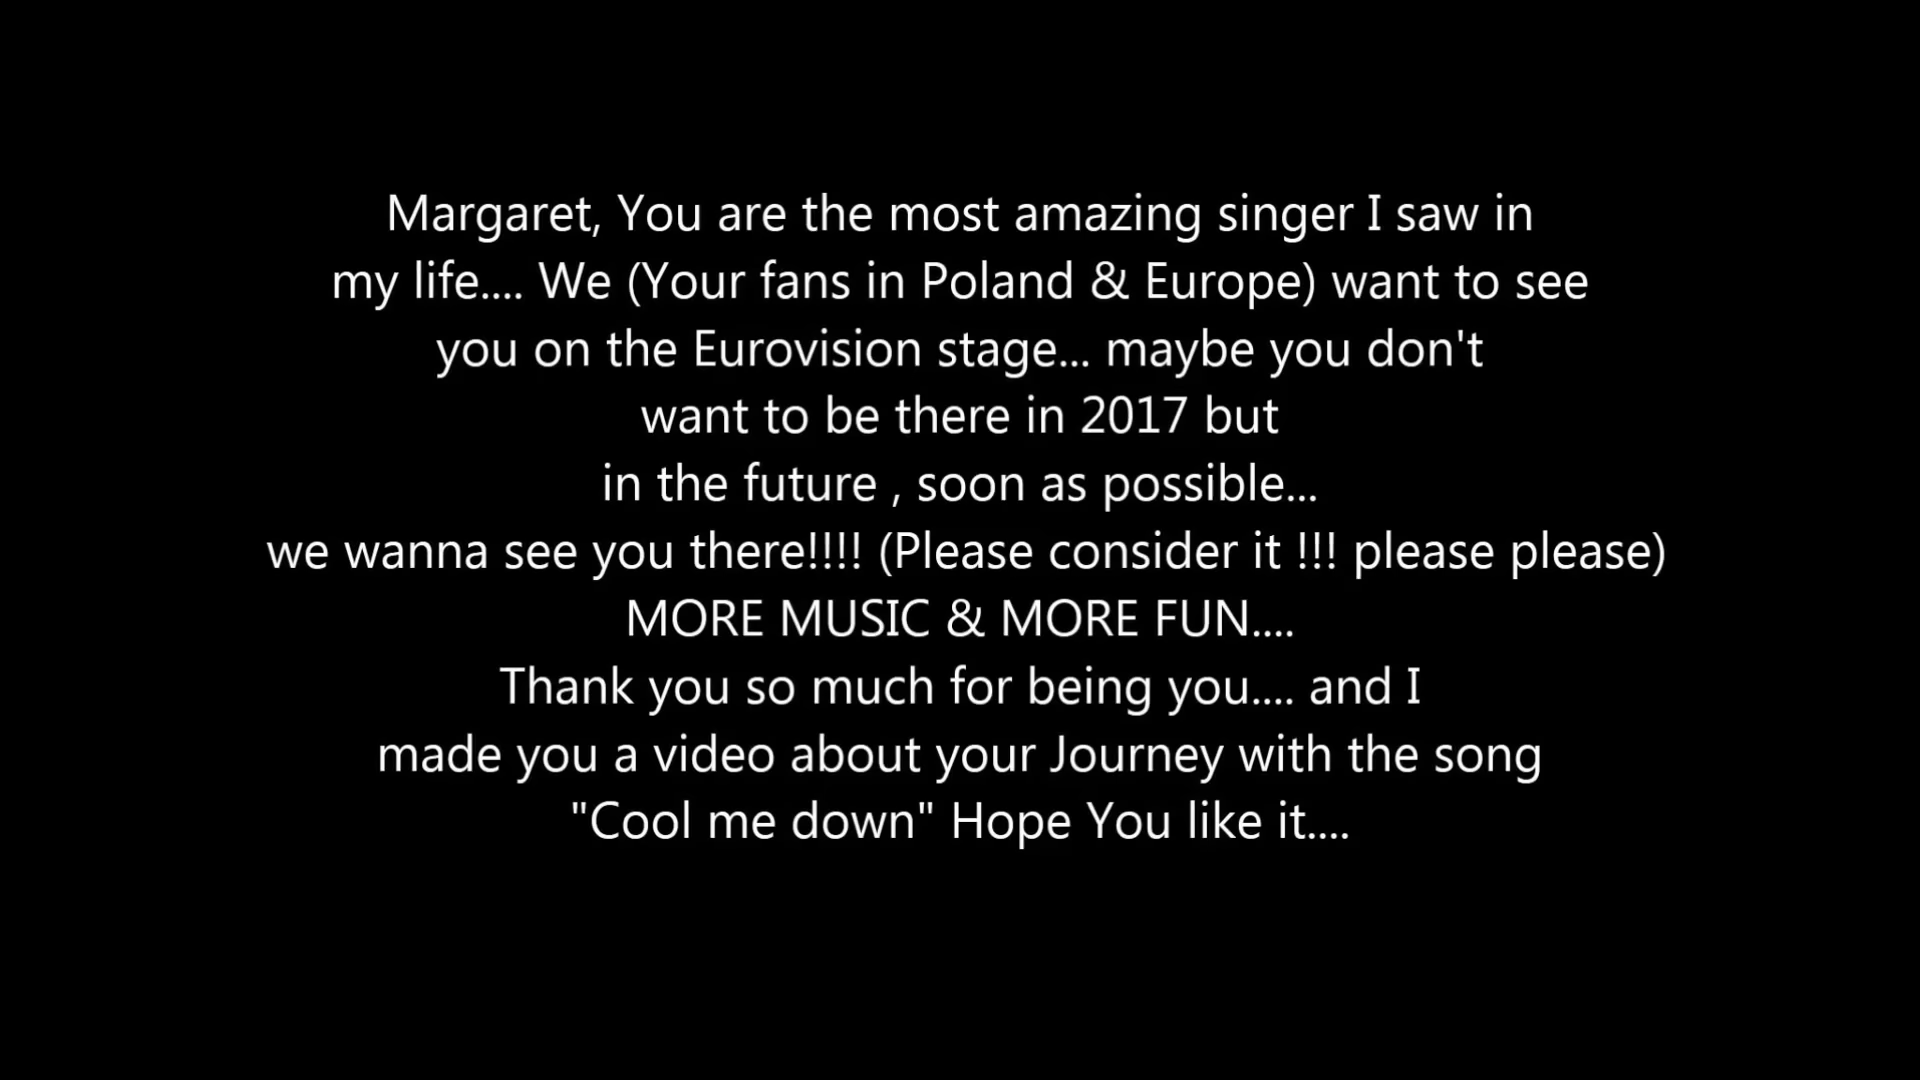 Margaret, You are the most amazing singer I saw in
my life.... We (Your fans in Poland & Europe) want to see
you on the Eurovision stage... maybe you don't
want to be there in 2017 but
in the future , soon as possible...
we wanna see you there!!!! (Please consider it !!! please please)
MORE MUSIC & MORE FUN....
Thank you so much for being you.... and I
made you a video about your Journey with the song
"Cool me down" Hope You like it....